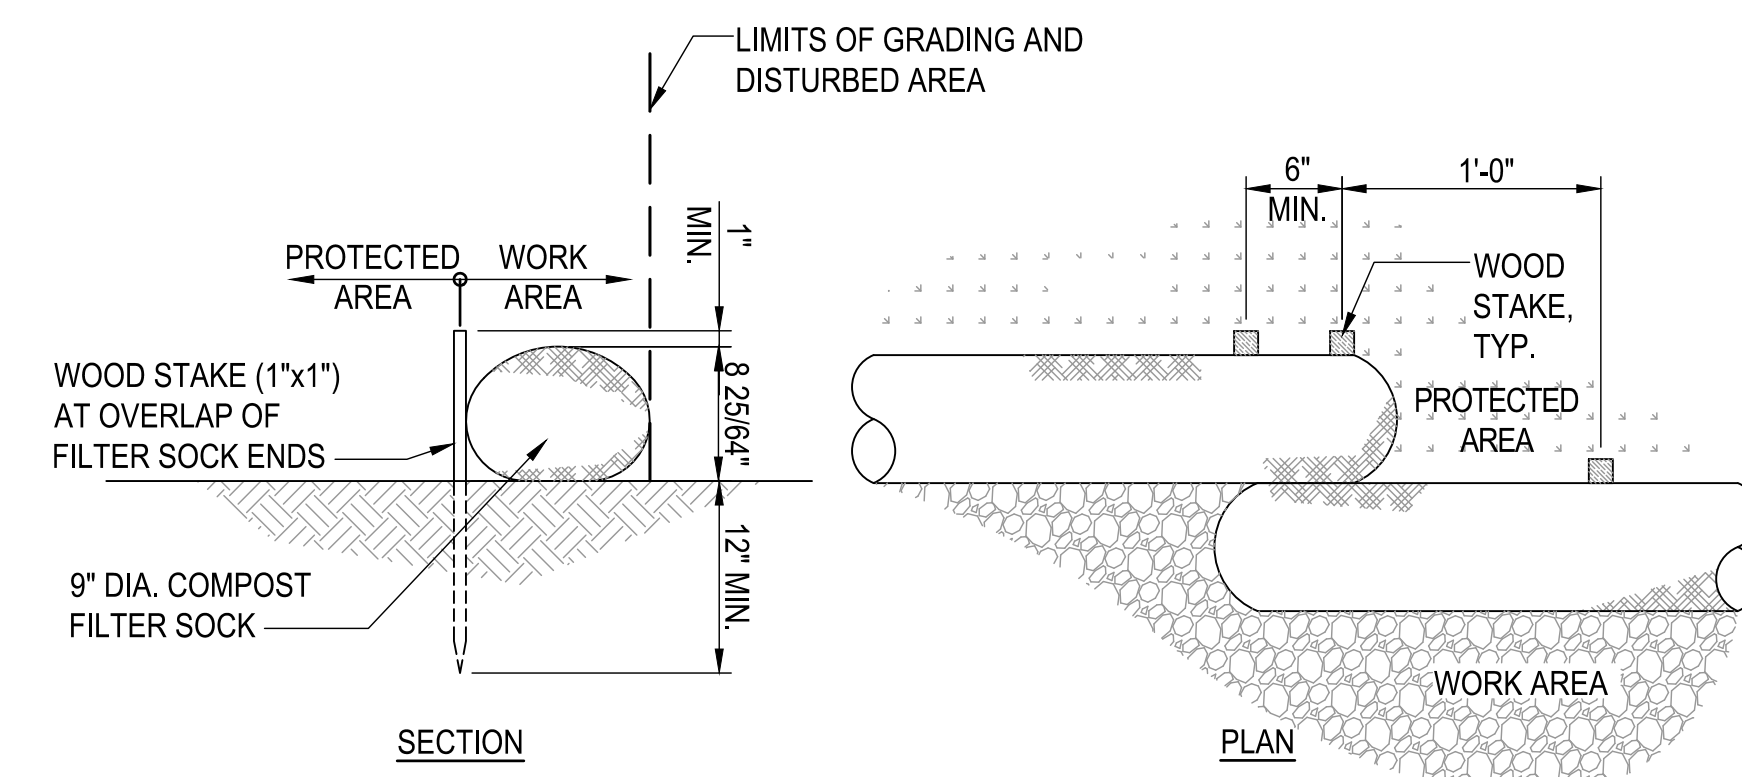 LIMITS OF GRADING AND
DISTURBED AREA
1"
MIN.
PROTECTED
AREA
WORK
AREA
WOOD STAKE (1"x1")
AT OVERLAP OF
FILTER SOCK ENDS
8 25/64"
12" MIN.
9" DIA. COMPOST
FILTER SOCK
SECTION
6"
MIN.
1'-0"
WOOD
STAKE,
TYP.
PROTECTED
AREA
WORK AREA
PLAN